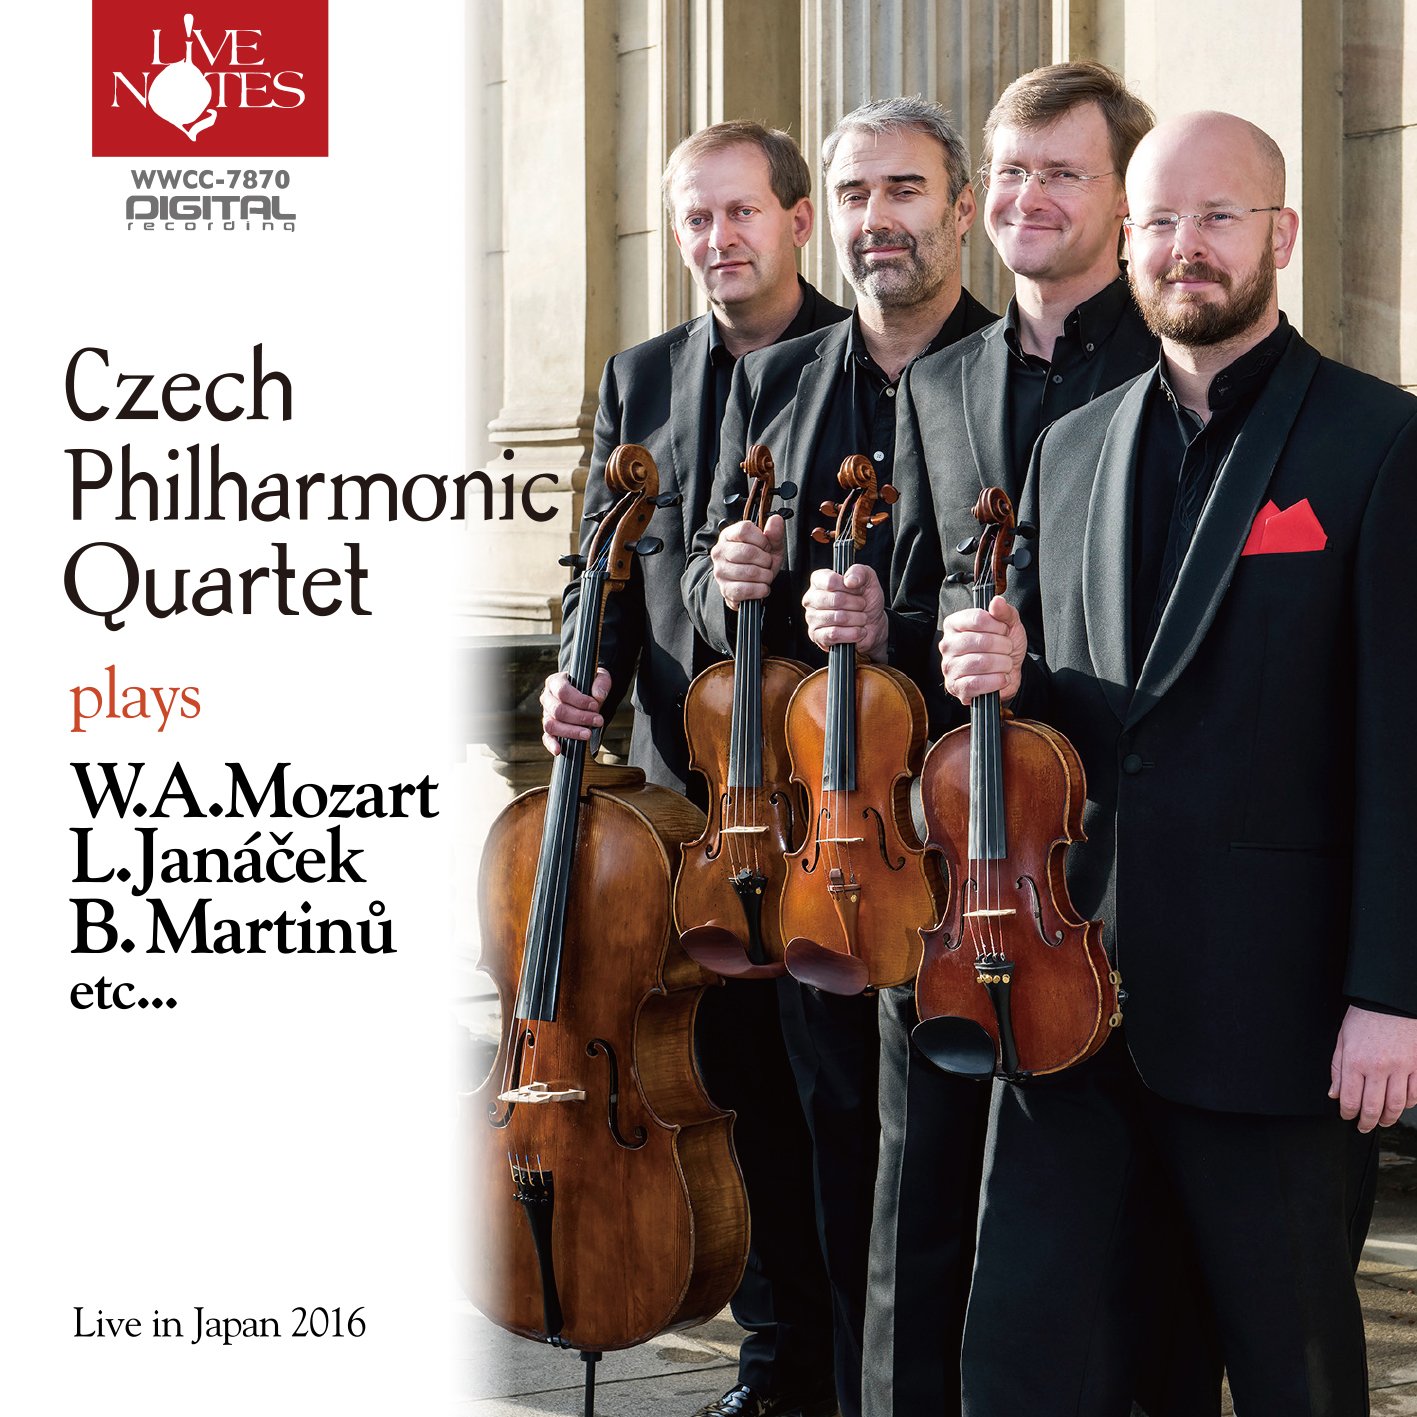 LiVE
NOTES
WWCC-7870
DIGITAL
recording
Czech
Philharmonic
Quartet
plays
W.A.Mozart
L.Janáček
B.Martinů
etc...
Live in Japan 2016